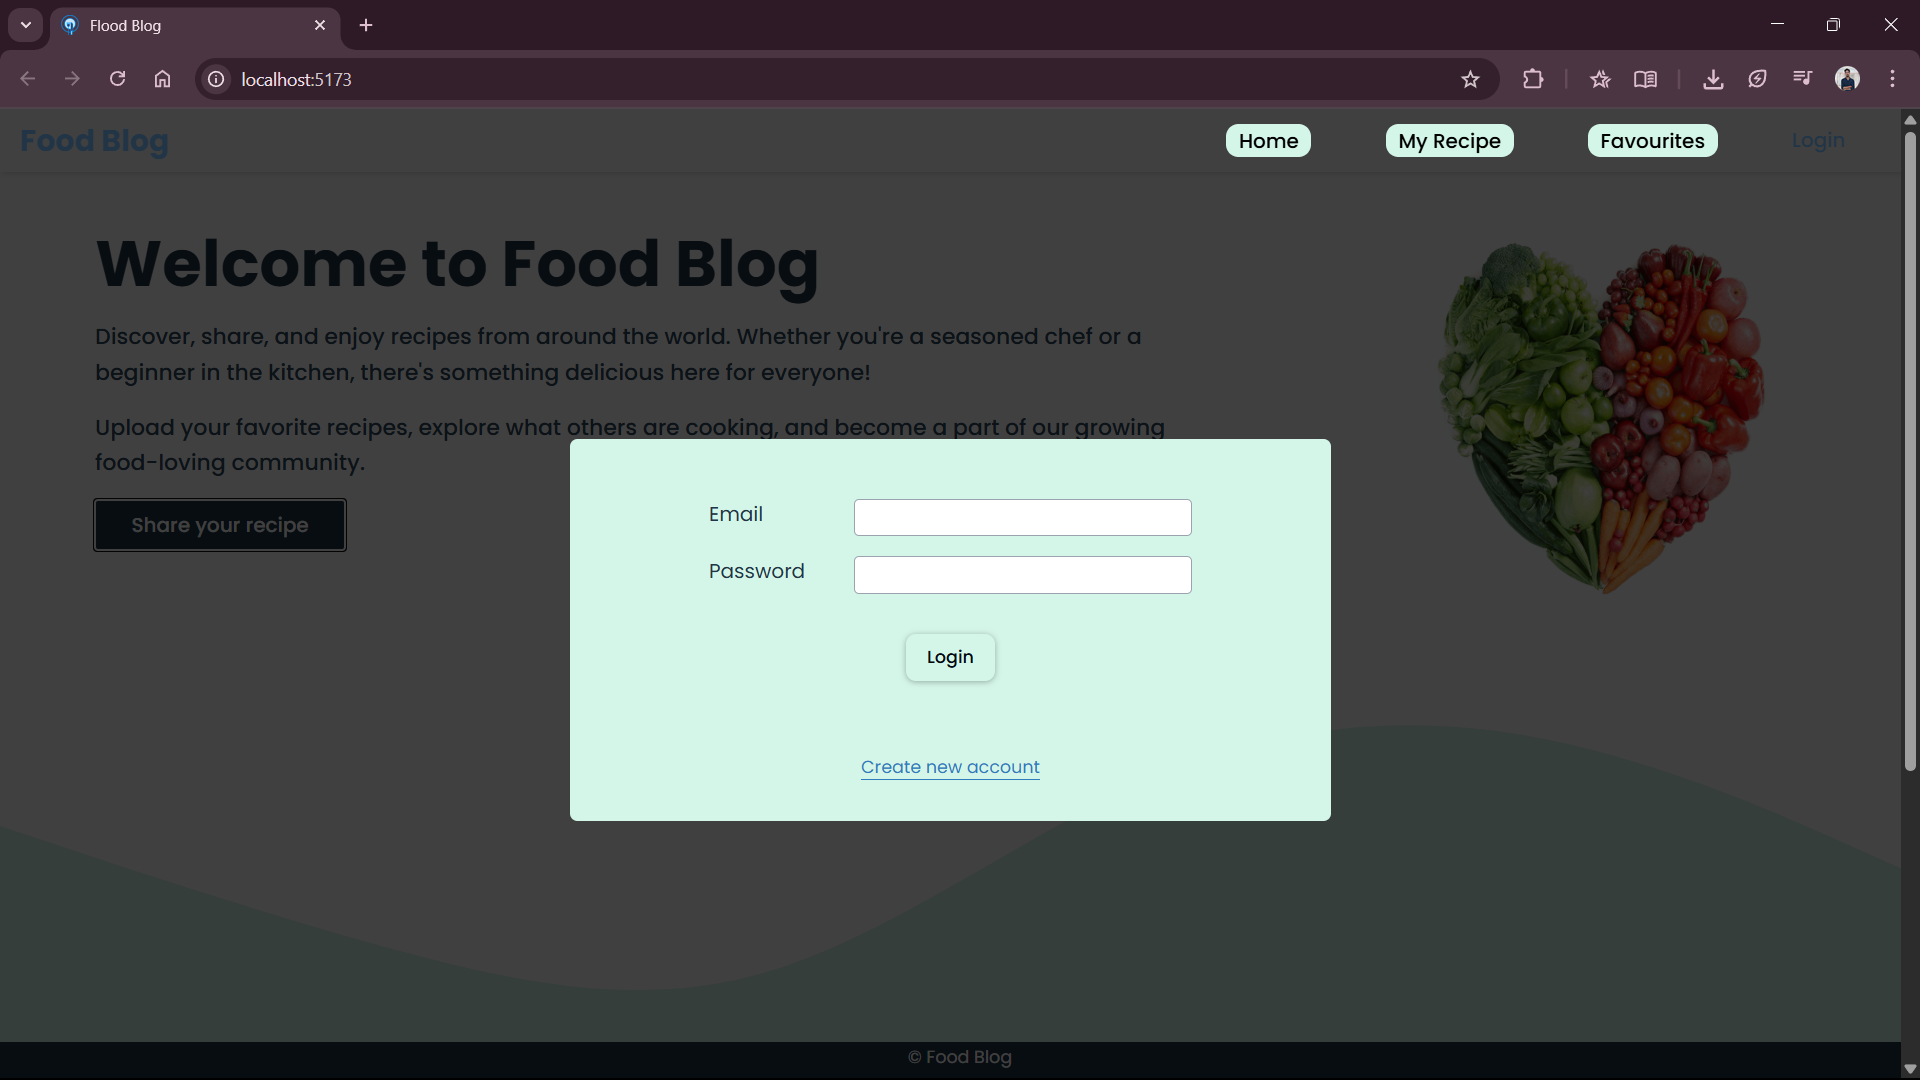 Flood Blog
localhost:5173
Food Blog
Home
My Recipe
Favourites
Login
Welcome to Food Blog
Discover, share, and enjoy recipes from around the world. Whether you're a seasoned chef or a
beginner in the kitchen, there's something delicious here for everyone!
Upload your favorite recipes, explore what others are cooking, and become a part of our growing
food-loving community.
Share your recipe
Email
Password
Login
Create new account
© Food Blog